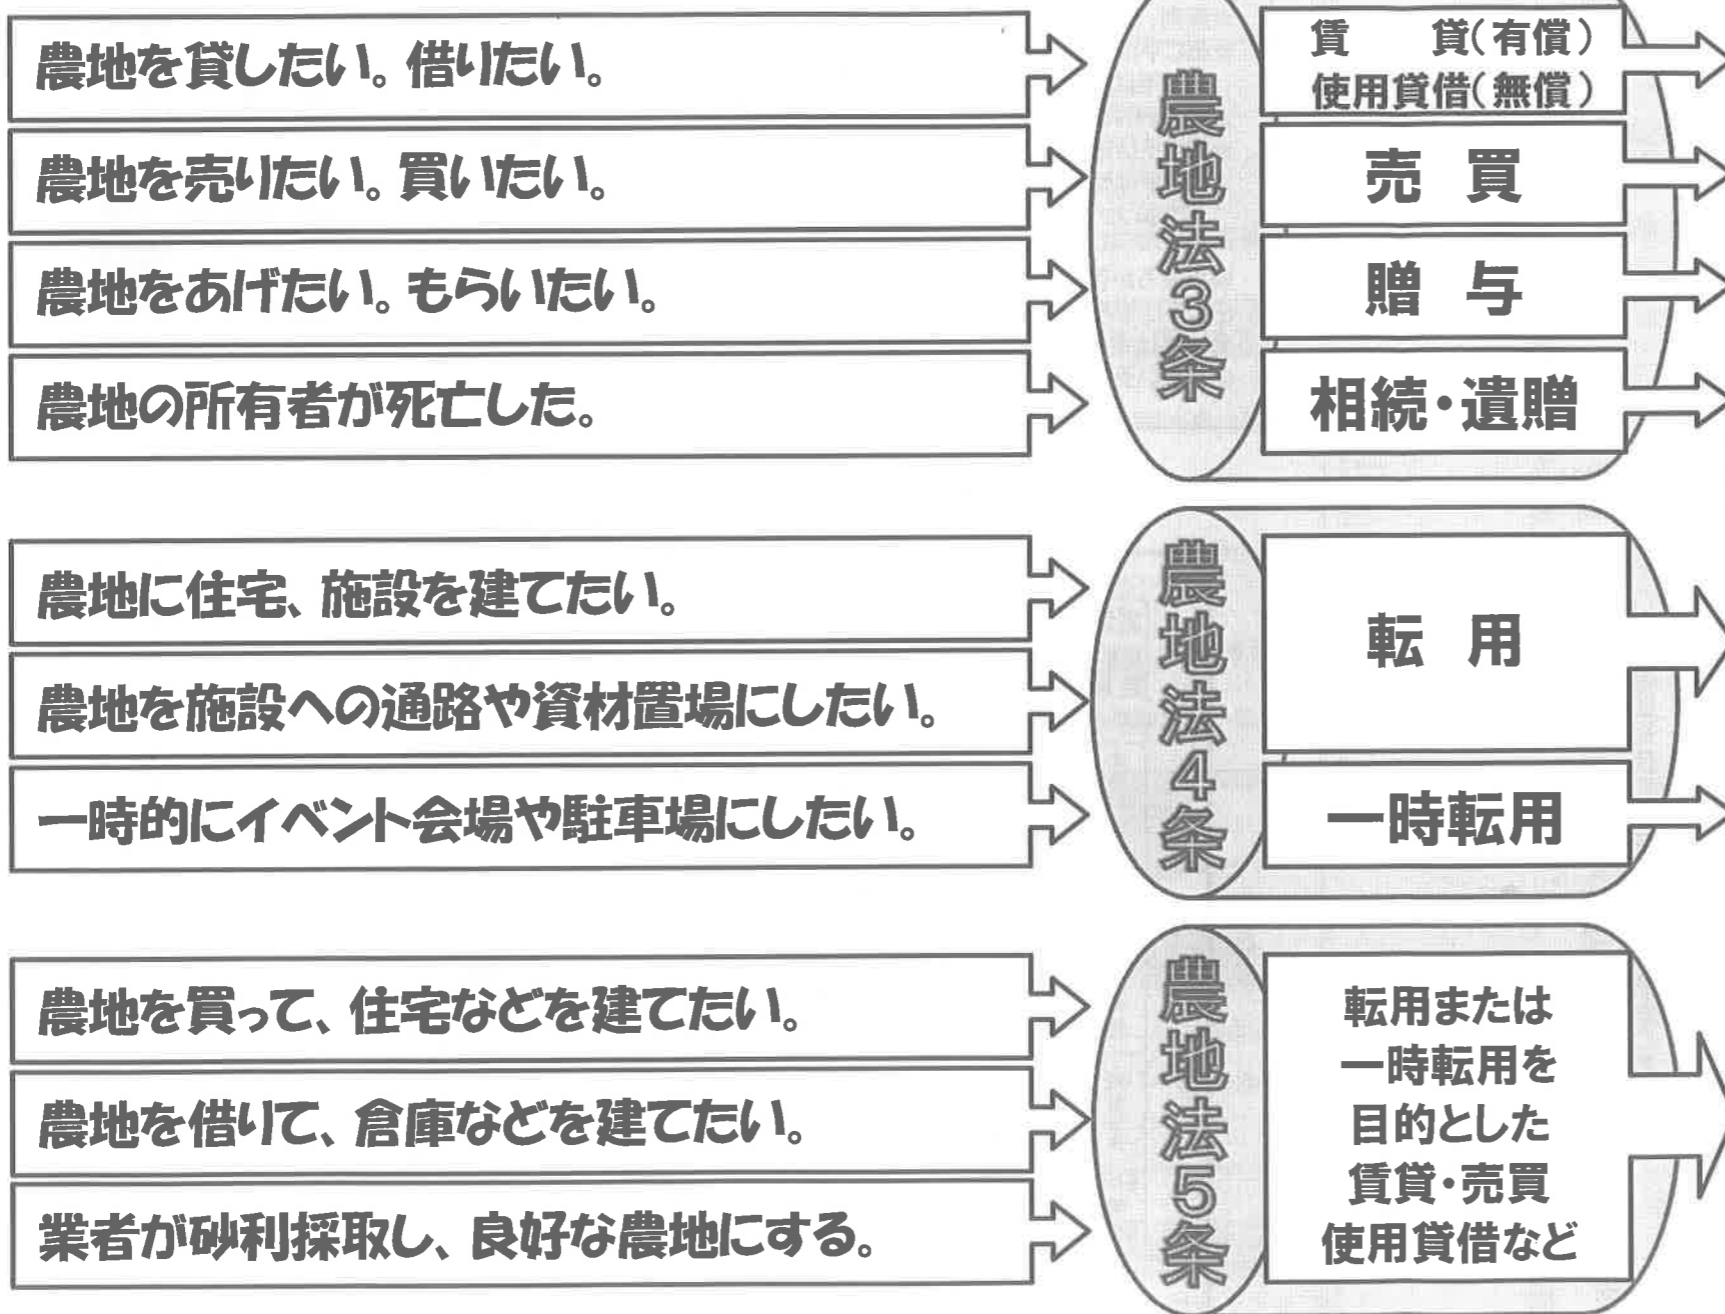 農地を貸したい。借りたい。
農地を売りたい。買いたい。
農地をあげたい。もらいたい。
農地の所有者が死亡した。
農地法3条
賃　貸(有償)
使用貸借(無償)
売　買
贈　与
相続・遺贈
農地に住宅、施設を建てたい。
農地を施設への通路や資材置場にしたい。
一時的にイベント会場や駐車場にしたい。
農地法4条
転　用
一時転用
農地を買って、住宅などを建てたい。
農地を借りて、倉庫などを建てたい。
業者が砂利採取し、良好な農地にする。
農地法5条
転用または
一時転用を
目的とした
賃貸・売買
使用貸借など